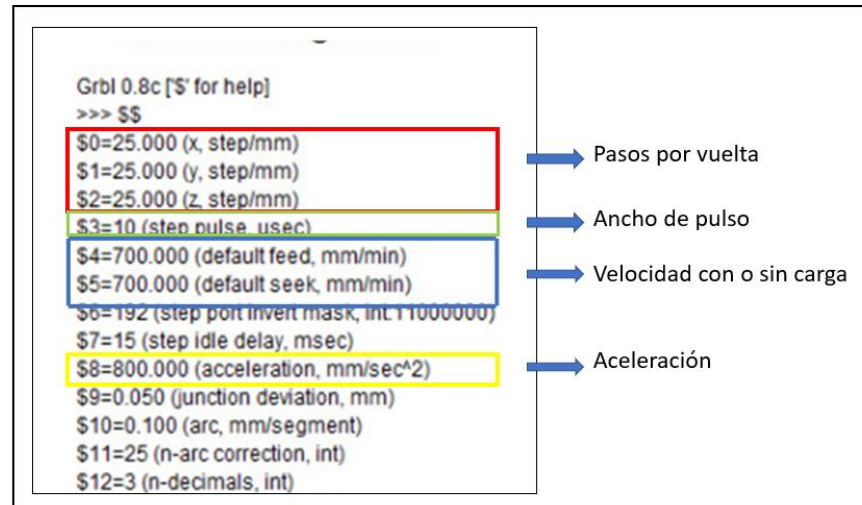 Grbl 0.8c ['$' for help]
>>> $$
$0=25.000 (x, step/mm)
$1=25.000 (y, step/mm)
$2=25.000 (z, step/mm)
$3=10 (step pulse, usec)
$4=700.000 (default feed, mm/min)
$5=700.000 (default seek, mm/min)
$6=192 (step port invert mask, int:11000000)
$7=15 (step idle delay, msec)
$8=800.000 (acceleration, mm/sec^2)
$9=0.050 (junction deviation, mm)
$10=0.100 (arc, mm/segment)
$11=25 (n-arc correction, int)
$12=3 (n-decimals, int)
Pasos por vuelta
Ancho de pulso
Velocidad con o sin carga
Aceleración